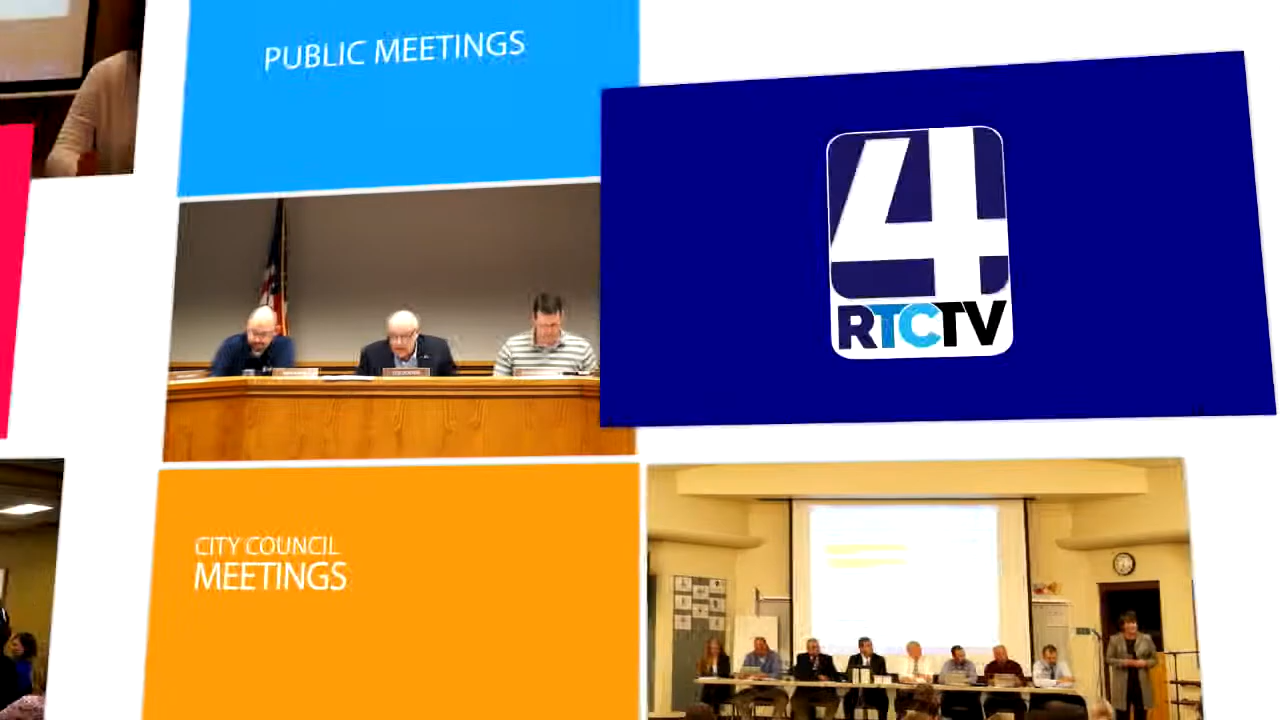 PUBLIC MEETINGS
4
RTCTV
CITY COUNCIL
MEETINGS